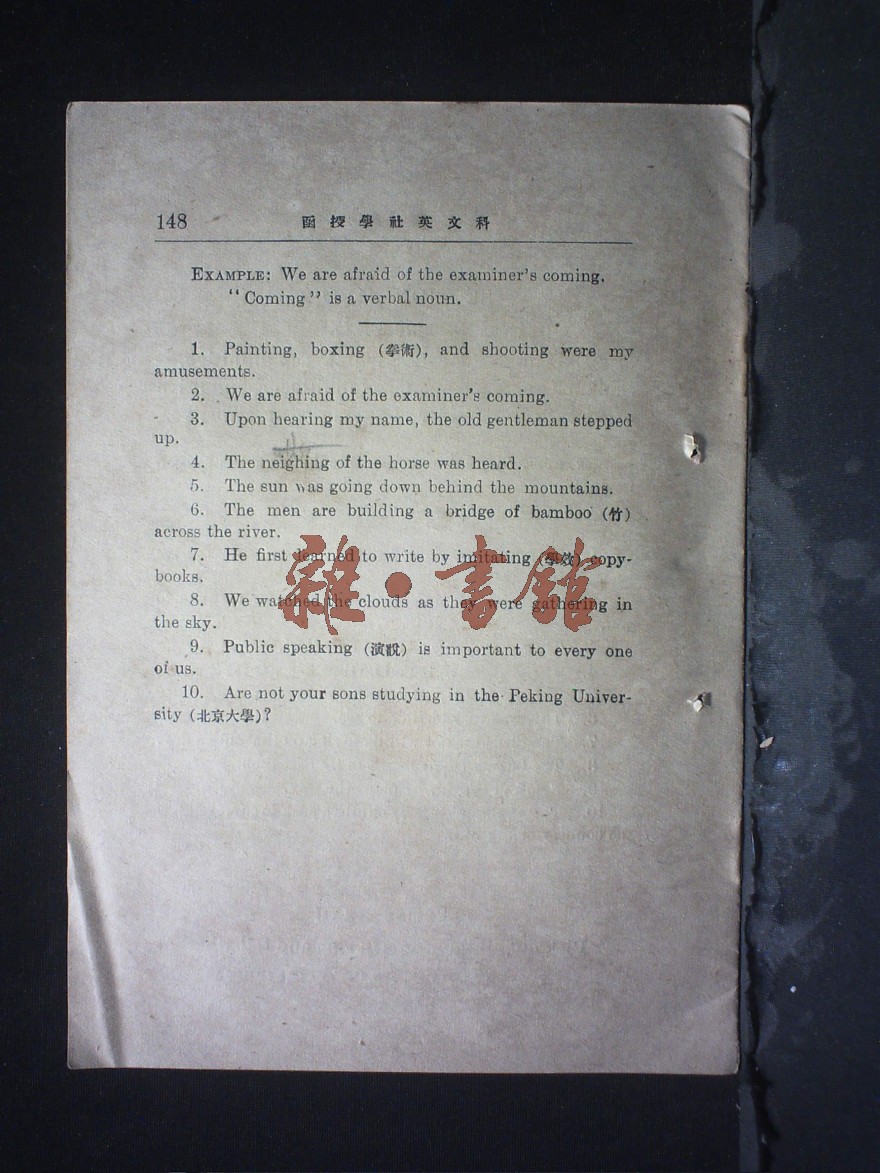 148 函授學社英文科
EXAMPLE: We are afraid of the examiner's coming.
"Coming" is a verbal noun.
1. Painting, boxing (拳術), and shooting were my
amusements.
2. We are afraid of the examiner's coming.
3. Upon hearing my name, the old gentleman stepped
up.
4. The neighing of the horse was heard.
5. The sun was going down behind the mountains.
6. The men are building a bridge of bamboo (竹)
across the river.
7. He first learned to write by imitating (學效) copy-
books.
8. We watched the clouds as they were gathering in
the sky.
9. Public speaking (演說) is important to every one
of us.
10. Are not your sons studying in the Peking Univer-
sity (北京大學)?
雜·書館